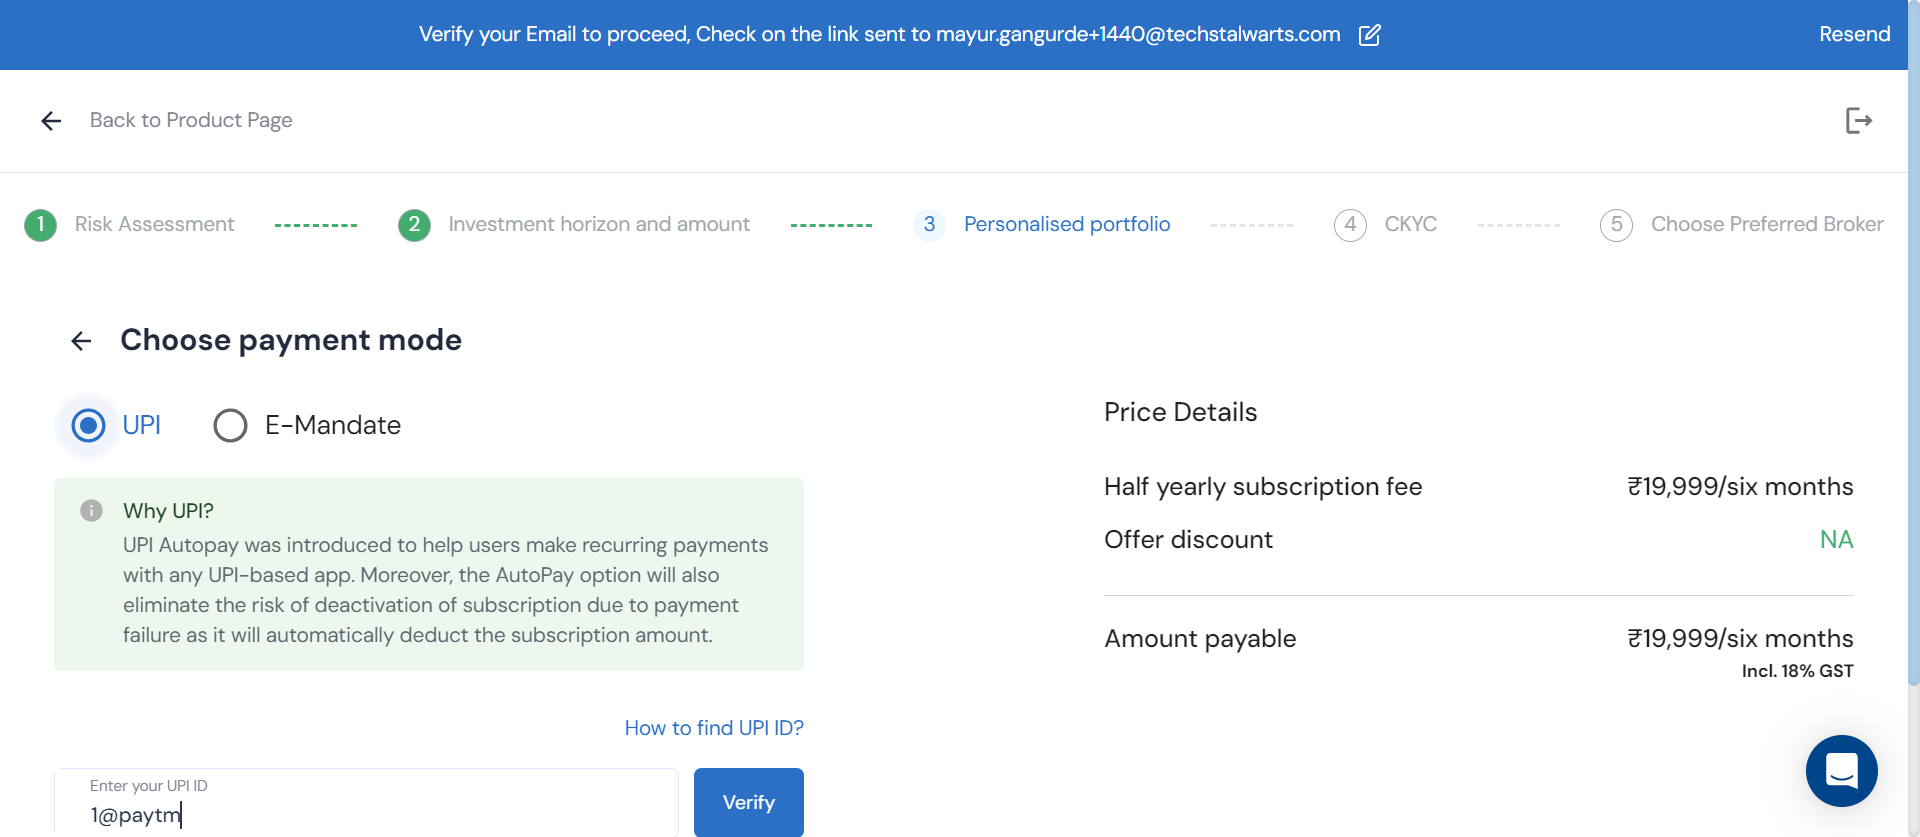 Verify your Email to proceed, Check on the link sent to mayur.gangurde+1440@techstalwarts.com
Resend
Back to Product Page
1 Risk Assessment
2 Investment horizon and amount
3 Personalised portfolio
4 CKYC
5 Choose Preferred Broker
Choose payment mode
UPI
E-Mandate
Why UPI?
UPI Autopay was introduced to help users make recurring payments
with any UPI-based app. Moreover, the AutoPay option will also
eliminate the risk of deactivation of subscription due to payment
failure as it will automatically deduct the subscription amount.
How to find UPI ID?
Enter your UPI ID
1@paytm
Verify
Price Details
Half yearly subscription fee ₹19,999/six months
Offer discount NA
Amount payable ₹19,999/six months
Incl. 18% GST